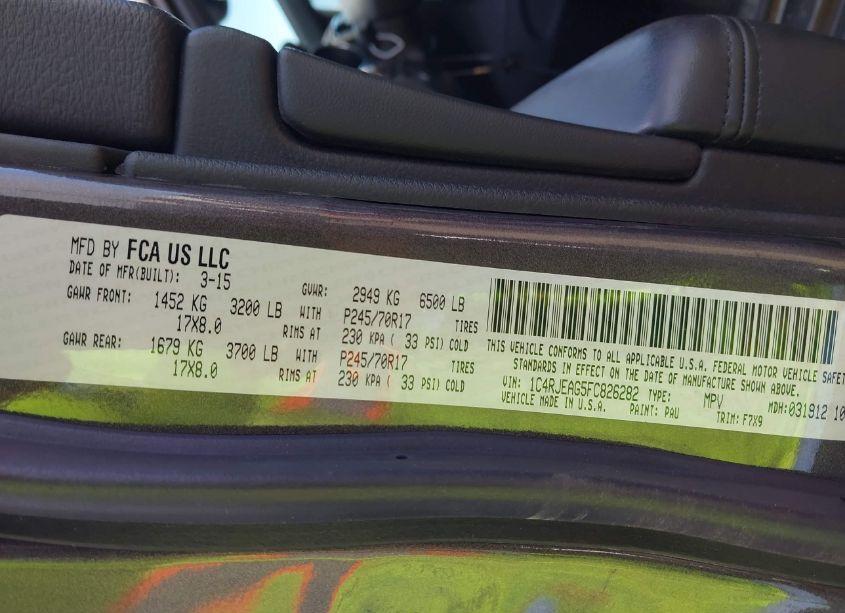 MFD BY FCA US LLC
DATE OF MFR(BUILT): 3-15 GVWR: 2949 KG 6500 LB
GAWR FRONT: 1452 KG 3200 LB WITH P245/70R17 TIRES
17X8.0 RIMS AT 230 KPA ( 33 PSI) COLD
GAWR REAR: 1679 KG 3700 LB WITH P245/70R17 TIRES
17X8.0 RIMS AT 230 KPA ( 33 PSI) COLD
THIS VEHICLE CONFORMS TO ALL APPLICABLE U.S.A. FEDERAL MOTOR VEHICLE SAFET
STANDARDS IN EFFECT ON THE DATE OF MANUFACTURE SHOWN ABOVE.
VIN: 1C4RJEAG5FC826282 TYPE: MPV MDH:031912 10
VEHICLE MADE IN U.S.A. PAINT: PAU TRIM: F7X9